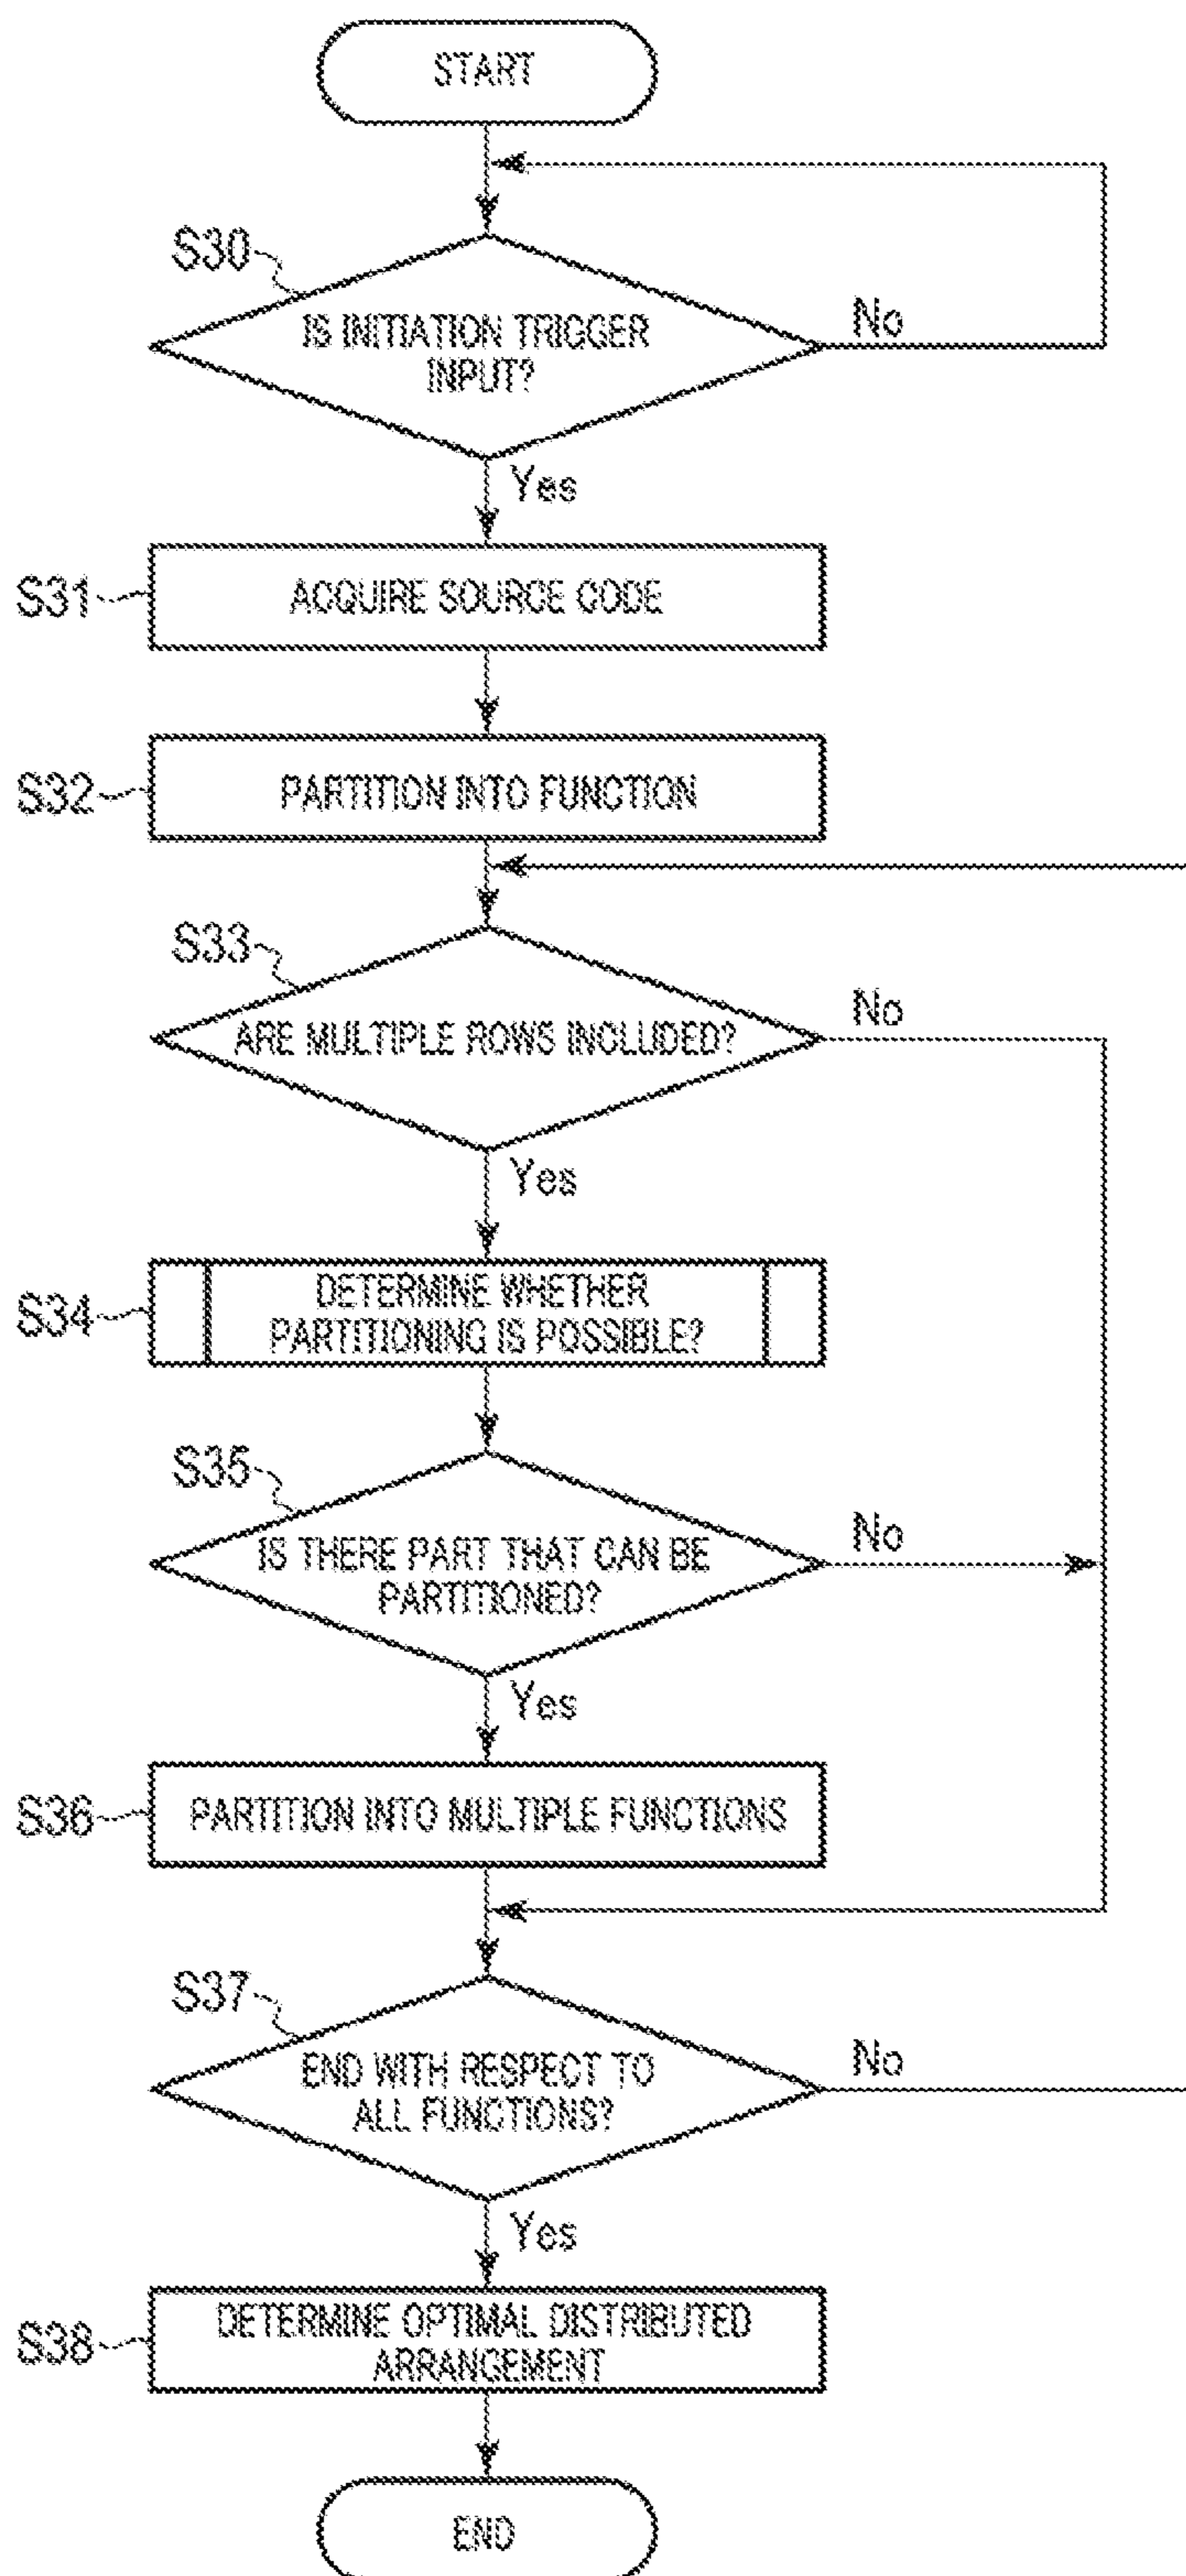 START
S30
IS INITIATION TRIGGER
INPUT?
No
Yes
S31
ACQUIRE SOURCE CODE
S32
PARTITION INTO FUNCTION
S33
ARE MULTIPLE ROWS INCLUDED?
No
Yes
S34
DETERMINE WHETHER
PARTITIONING IS POSSIBLE?
S35
IS THERE PART THAT CAN BE
PARTITIONED?
No
Yes
S36
PARTITION INTO MULTIPLE FUNCTIONS
S37
END WITH RESPECT TO
ALL FUNCTIONS?
No
Yes
S38
DETERMINE OPTIMAL DISTRIBUTED
ARRANGEMENT
END